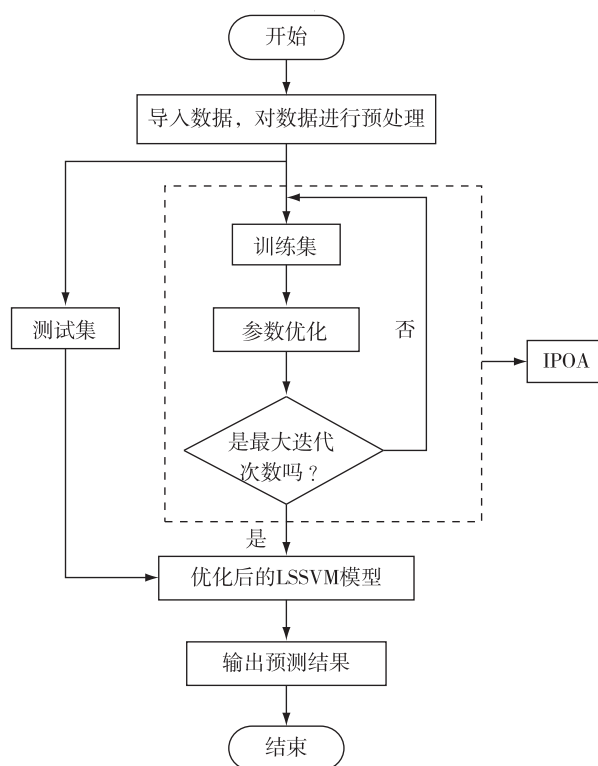 开始
导入数据，对数据进行预处理
训练集
测试集
参数优化
否
IPOA
是最大迭代
次数吗？
是
优化后的LSSVM模型
输出预测结果
结束